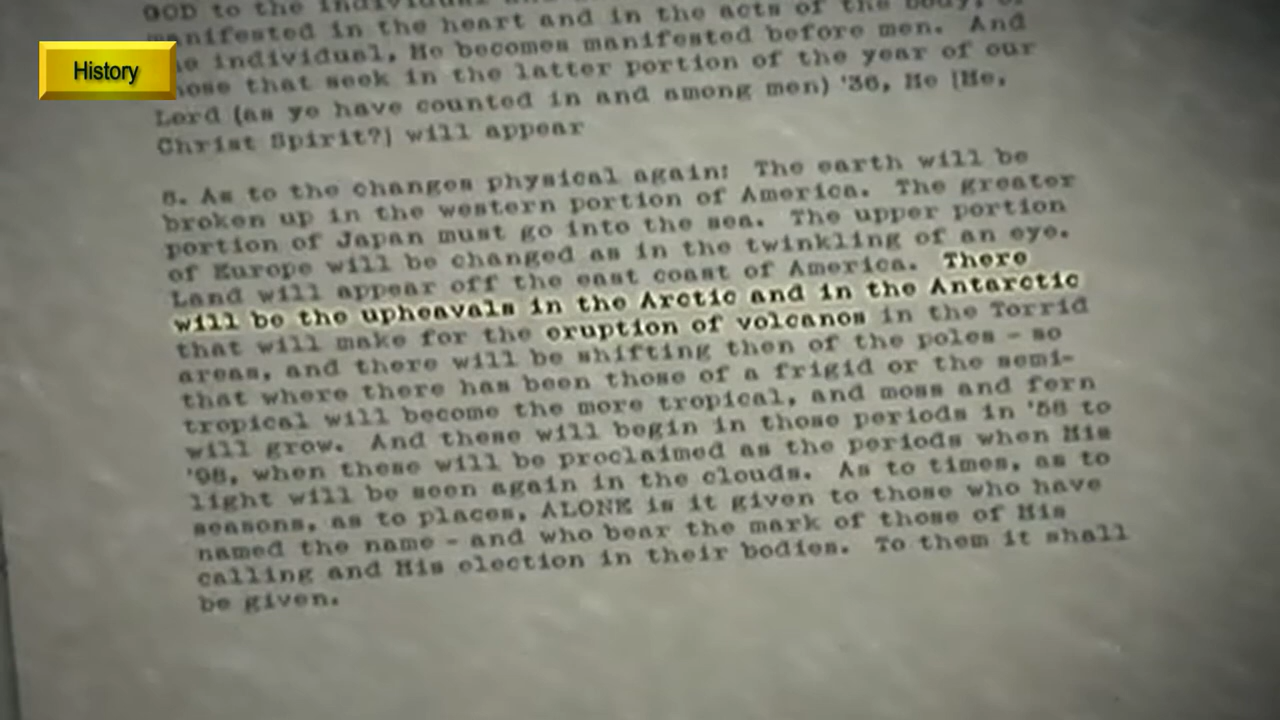 GOD to the individual
manifested in the heart and in the acts of the body,
individual, He becomes manifested before men. And
those that seek in the latter portion of the year of our
Lord (as ye have counted in and among men) '36, He [He,
Christ Spirit?] will appear
History
8. As to the changes physical again: The earth will be
broken up in the western portion of America. The greater
portion of Japan must go into the sea. The upper portion
of Europe will be changed as in the twinkling of an eye.
Land will appear off the east coast of America. There
will be the upheavals in the Arctic and in the Antarctic
that will make for the eruption of volcanos in the Torrid
areas, and there will be shifting then of the poles - so
that where there has been those of a frigid or the semi-
tropical will become the more tropical, and moss and fern
will grow. And these will begin in those periods in '58 to
'98, when these will be proclaimed as the periods when His
light will be seen again in the clouds. As to times, as to
seasons, as to places, ALONE is it given to those who have
named the name - and who bear the mark of those of His
calling and His election in their bodies. To them it shall
be given.